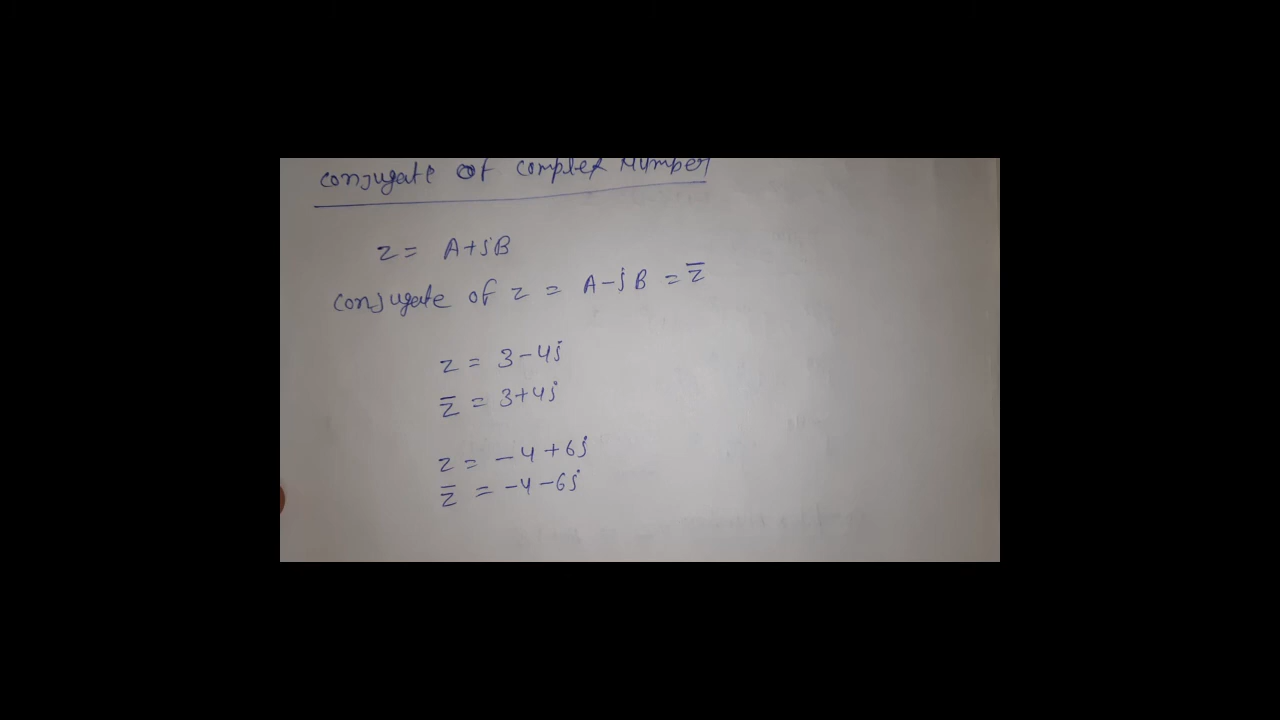 Conjugate of Complex Number
z = A+jB
Conjugate of z = A-jB = z̅
z = 3-4j
z̅ = 3+4j
z = -4+6j
z̅ = -4-6j